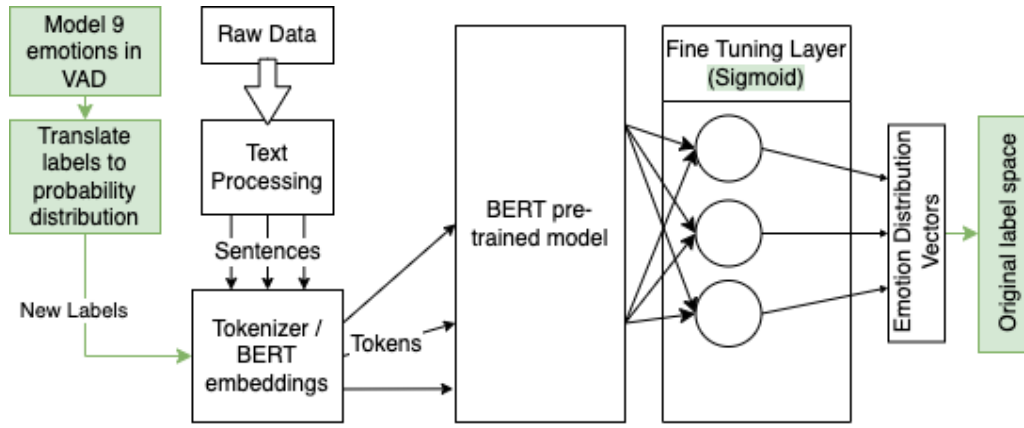 Model 9
emotions in
VAD
Translate
labels to
probability
distribution
New Labels
Raw Data
Text
Processing
Sentences
Tokenizer /
BERT
embeddings
Tokens
BERT pre-
trained model
Fine Tuning Layer
(Sigmoid)
Emotion Distribution
Vectors
Original label space